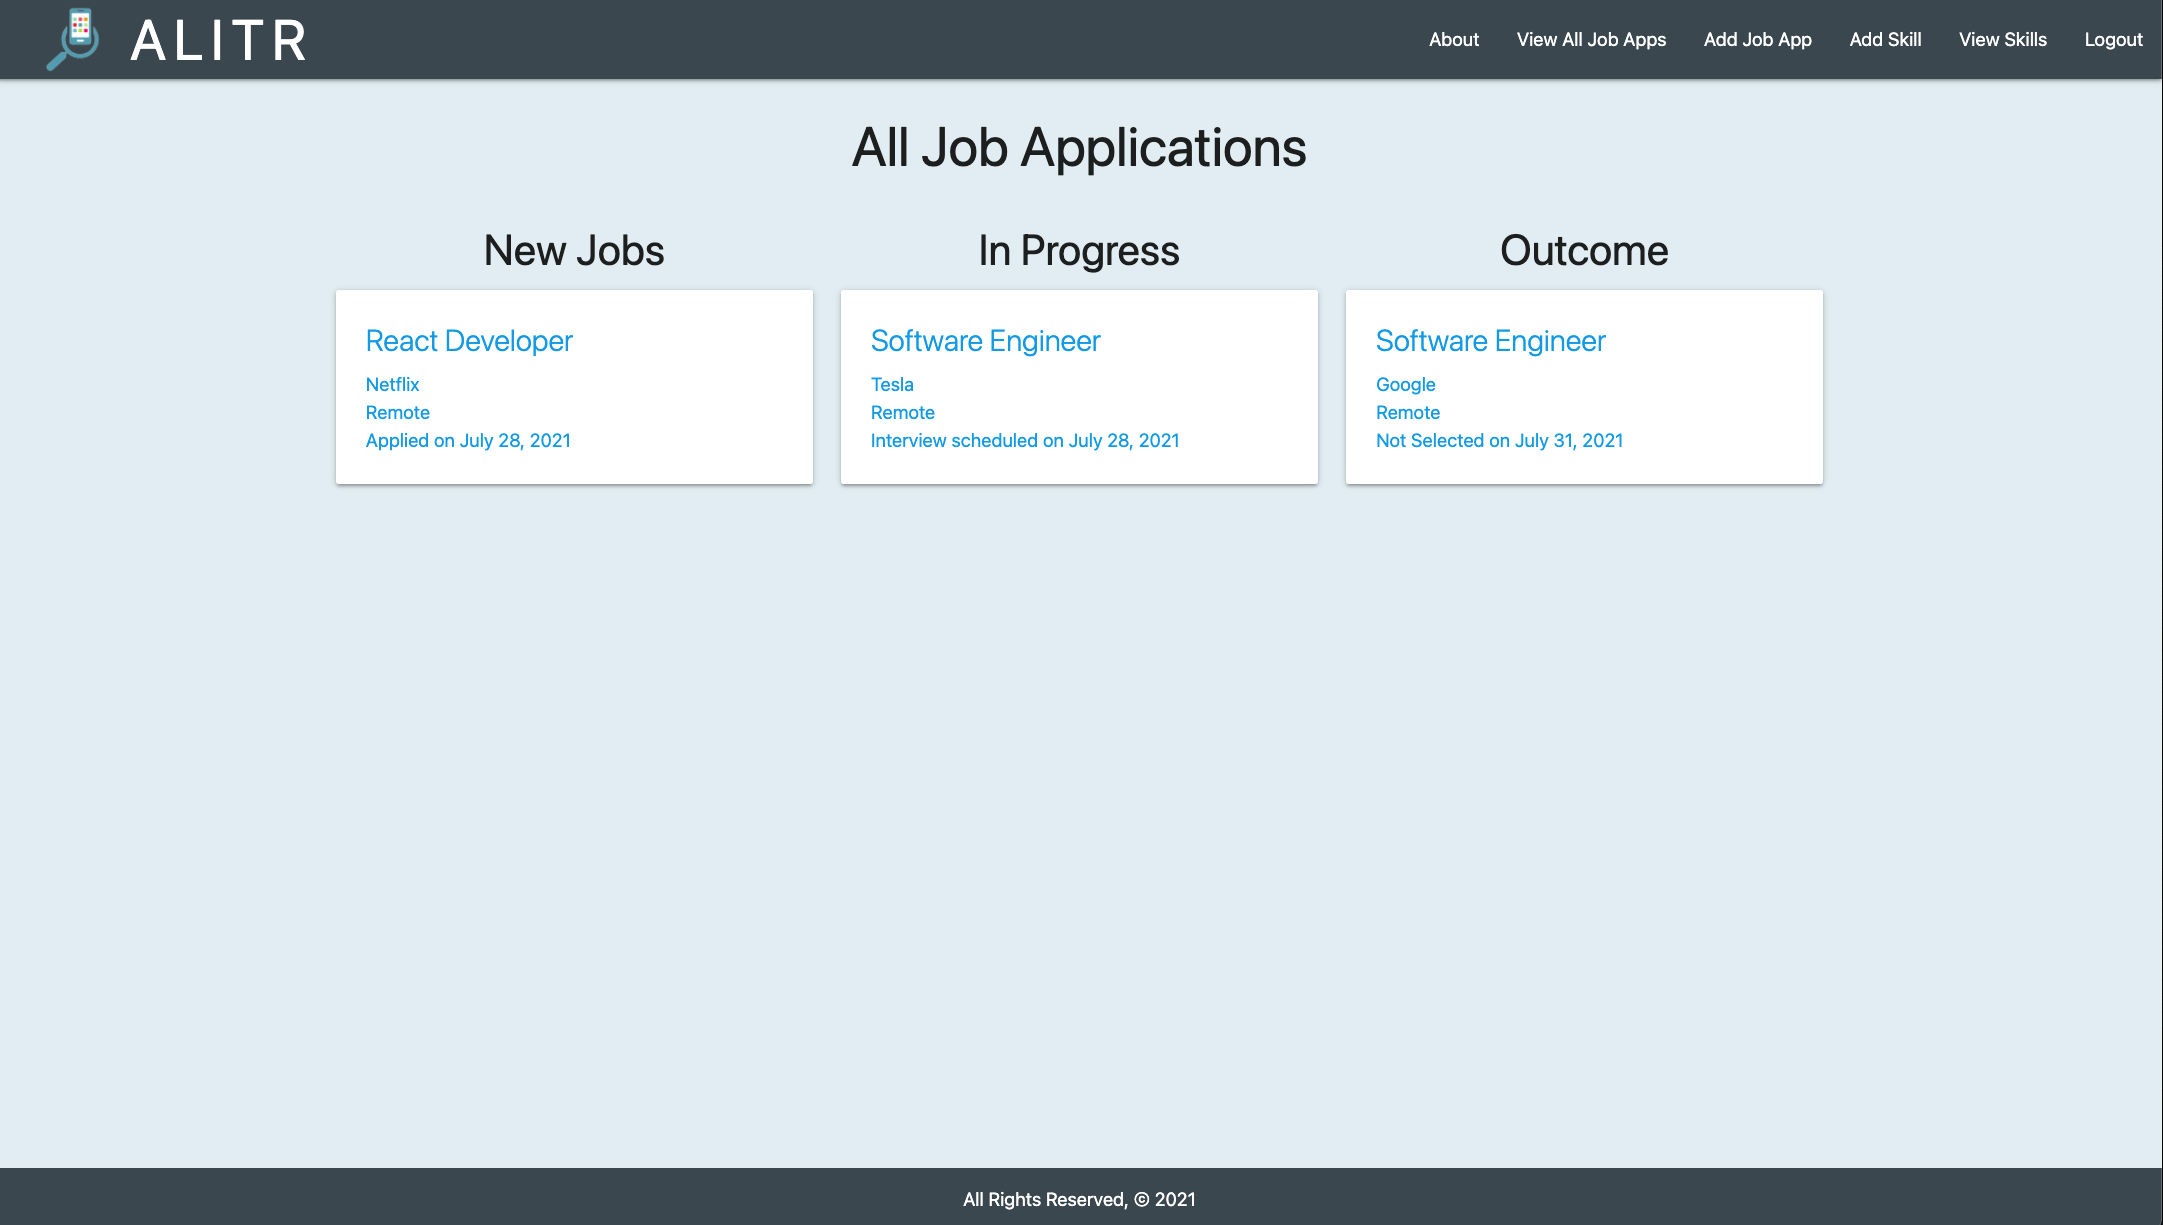 ALITR
About View All Job Apps Add Job App Add Skill View Skills Logout
All Job Applications
New Jobs
React Developer
Netflix
Remote
Applied on July 28, 2021
In Progress
Software Engineer
Tesla
Remote
Interview scheduled on July 28, 2021
Outcome
Software Engineer
Google
Remote
Not Selected on July 31, 2021
All Rights Reserved, © 2021